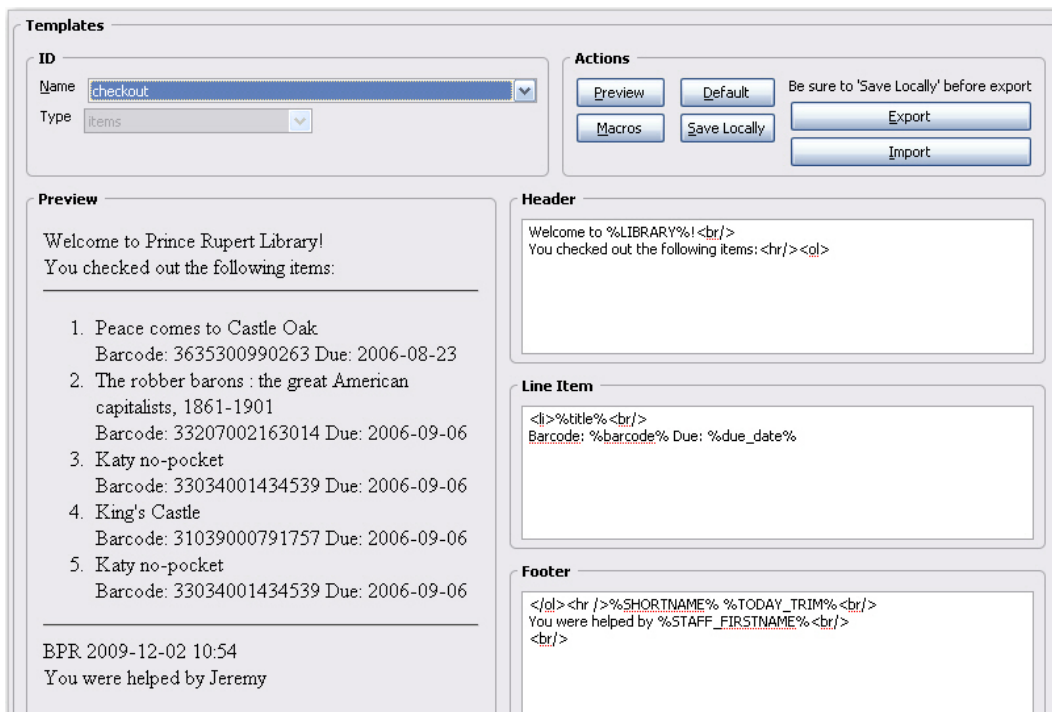 Templates
ID
Name checkout
Type items
Actions
Preview Default Be sure to 'Save Locally' before export
Macros Save Locally Export
Import
Preview
Welcome to Prince Rupert Library!
You checked out the following items:
1. Peace comes to Castle Oak
Barcode: 3635300990263 Due: 2006-08-23
2. The robber barons : the great American
capitalists, 1861-1901
Barcode: 33207002163014 Due: 2006-09-06
3. Katy no-pocket
Barcode: 33034001434539 Due: 2006-09-06
4. King's Castle
Barcode: 31039000791757 Due: 2006-09-06
5. Katy no-pocket
Barcode: 33034001434539 Due: 2006-09-06
BPR 2009-12-02 10:54
You were helped by Jeremy
Header
Welcome to %LIBRARY%!<br/>
You checked out the following items:<hr/><ol>
Line Item
<li>%title%<br/>
Barcode: %barcode% Due: %due_date%
Footer
</ol><hr />%SHORTNAME% %TODAY_TRIM%<br/>
You were helped by %STAFF_FIRSTNAME%<br/>
<br/>